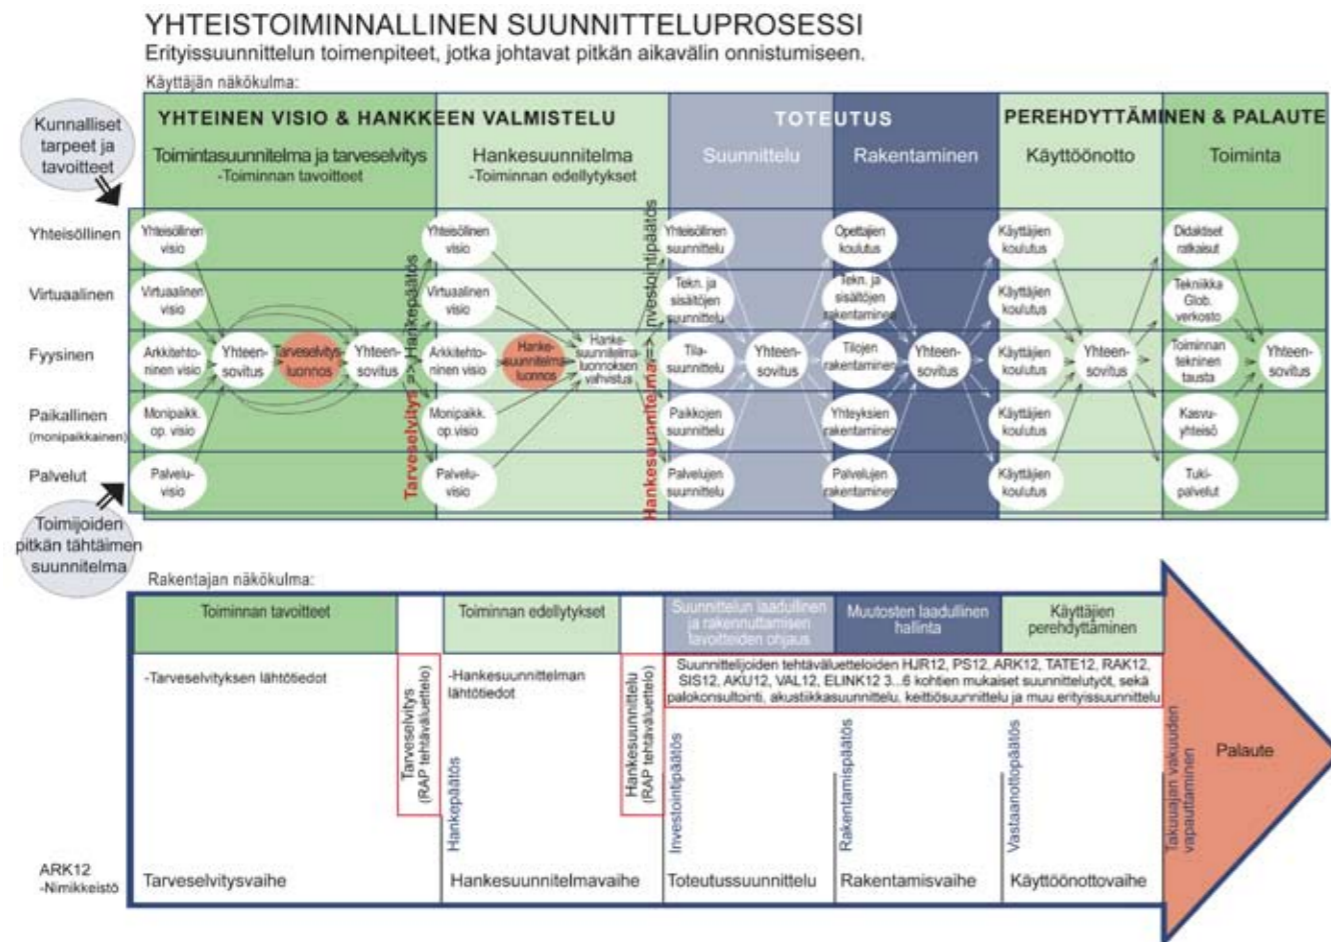 YHTEISTOIMINNALLINEN SUUNNITTELUPROSESSI
Erityissuunnittelun toimenpiteet, jotka johtavat pitkän aikavälin onnistumiseen.
Käyttäjän näkökulma:
Kunnalliset
tarpeet ja
tavoitteet
YHTEINEN VISIO & HANKKEEN VALMISTELU
TOTEUTUS
PEREHDYTTÄMINEN & PALAUTE
Toimintasuunnitelma ja tarveselvitys
-Toiminnan tavoitteet
Hankesuunnitelma
-Toiminnan edellytykset
Suunnittelu
Rakentaminen
Käyttöönotto
Toiminta
Yhteisöllinen
Yhteisöllinen
visio
Yhteisöllinen
visio
Yhteisöllinen
suunnittelu
Opettajien
koulutus
Käyttäjien
koulutus
Didaktiset
ratkaisut
Virtuaalinen
Virtuaalinen
visio
Virtuaalinen
visio
Tekn. ja
sisältöjen
suunnittelu
Tekn. ja
sisältöjen
rakentaminen
Käyttäjien
koulutus
Tekniikka
Glob.
verkosto
Fyysinen
Arkkitehto-
ninen visio
Yhteen-
sovitus
Tarveselvitys-
luonnos
Yhteen-
sovitus
Arkkitehto-
ninen visio
Hanke-
suunnitelma-
luonnos
Hanke-
suunnitelma-
luonnoksen
vahvistus
Tila-
suunnittelu
Yhteen-
sovitus
Tilojen
rakentaminen
Yhteen-
sovitus
Käyttäjien
koulutus
Yhteen-
sovitus
Toiminnan
tekninen
tausta
Yhteen-
sovitus
Paikallinen
(monipaikkainen)
Monipaikk.
op. visio
Monipaikk.
op.visio
Paikkojen
suunnittelu
Yhteyksien
rakentaminen
Käyttäjien
koulutus
Kasvu-
yhteisö
Palvelut
Palvelu-
visio
Palvelu-
visio
Palvelujen
suunnittelu
Palvelujen
rakentaminen
Käyttäjien
koulutus
Tuki-
palvelut
Tarveselvitys => Hankepäätös
Hankesuunnitelma => Investointipäätös
Toimijoiden
pitkän tähtäimen
suunnitelma
Rakentajan näkökulma:
Toiminnan tavoitteet
Toiminnan edellytykset
Suunnittelun laadullinen
ja rakennuttamisen
tavoitteiden ohjaus
Muutosten laadullinen
hallinta
Käyttäjien
perehdyttäminen
-Tarveselvityksen lähtötiedot
Tarveselvitys
(RAP tehtäväluettelo)
-Hankesuunnittelman
lähtötiedot
Hankesuunnittelu
(RAP tehtäväluettelo)
Suunnittelijoiden tehtäväluetteloiden HJR12, PS12, ARK12, TATE12, RAK12,
SIS12, AKU12, VAL12, ELINK12 3...6 kohtien mukaiset suunnittelutyöt, sekä
palokonsultointi, akustiikkasuunnittelu, keittiösuunnittelu ja muu erityissuunnittelu
Hankepäätös
Investointipäätös
Rakentamispäätös
Vastaanottopäätös
Takuuajan vakuuden
vapauttaminen
Palaute
ARK12
-Nimikkeistö
Tarveselvitysvaihe
Hankesuunnitelmavaihe
Toteutussuunnittelu
Rakentamisvaihe
Käyttöönottovaihe